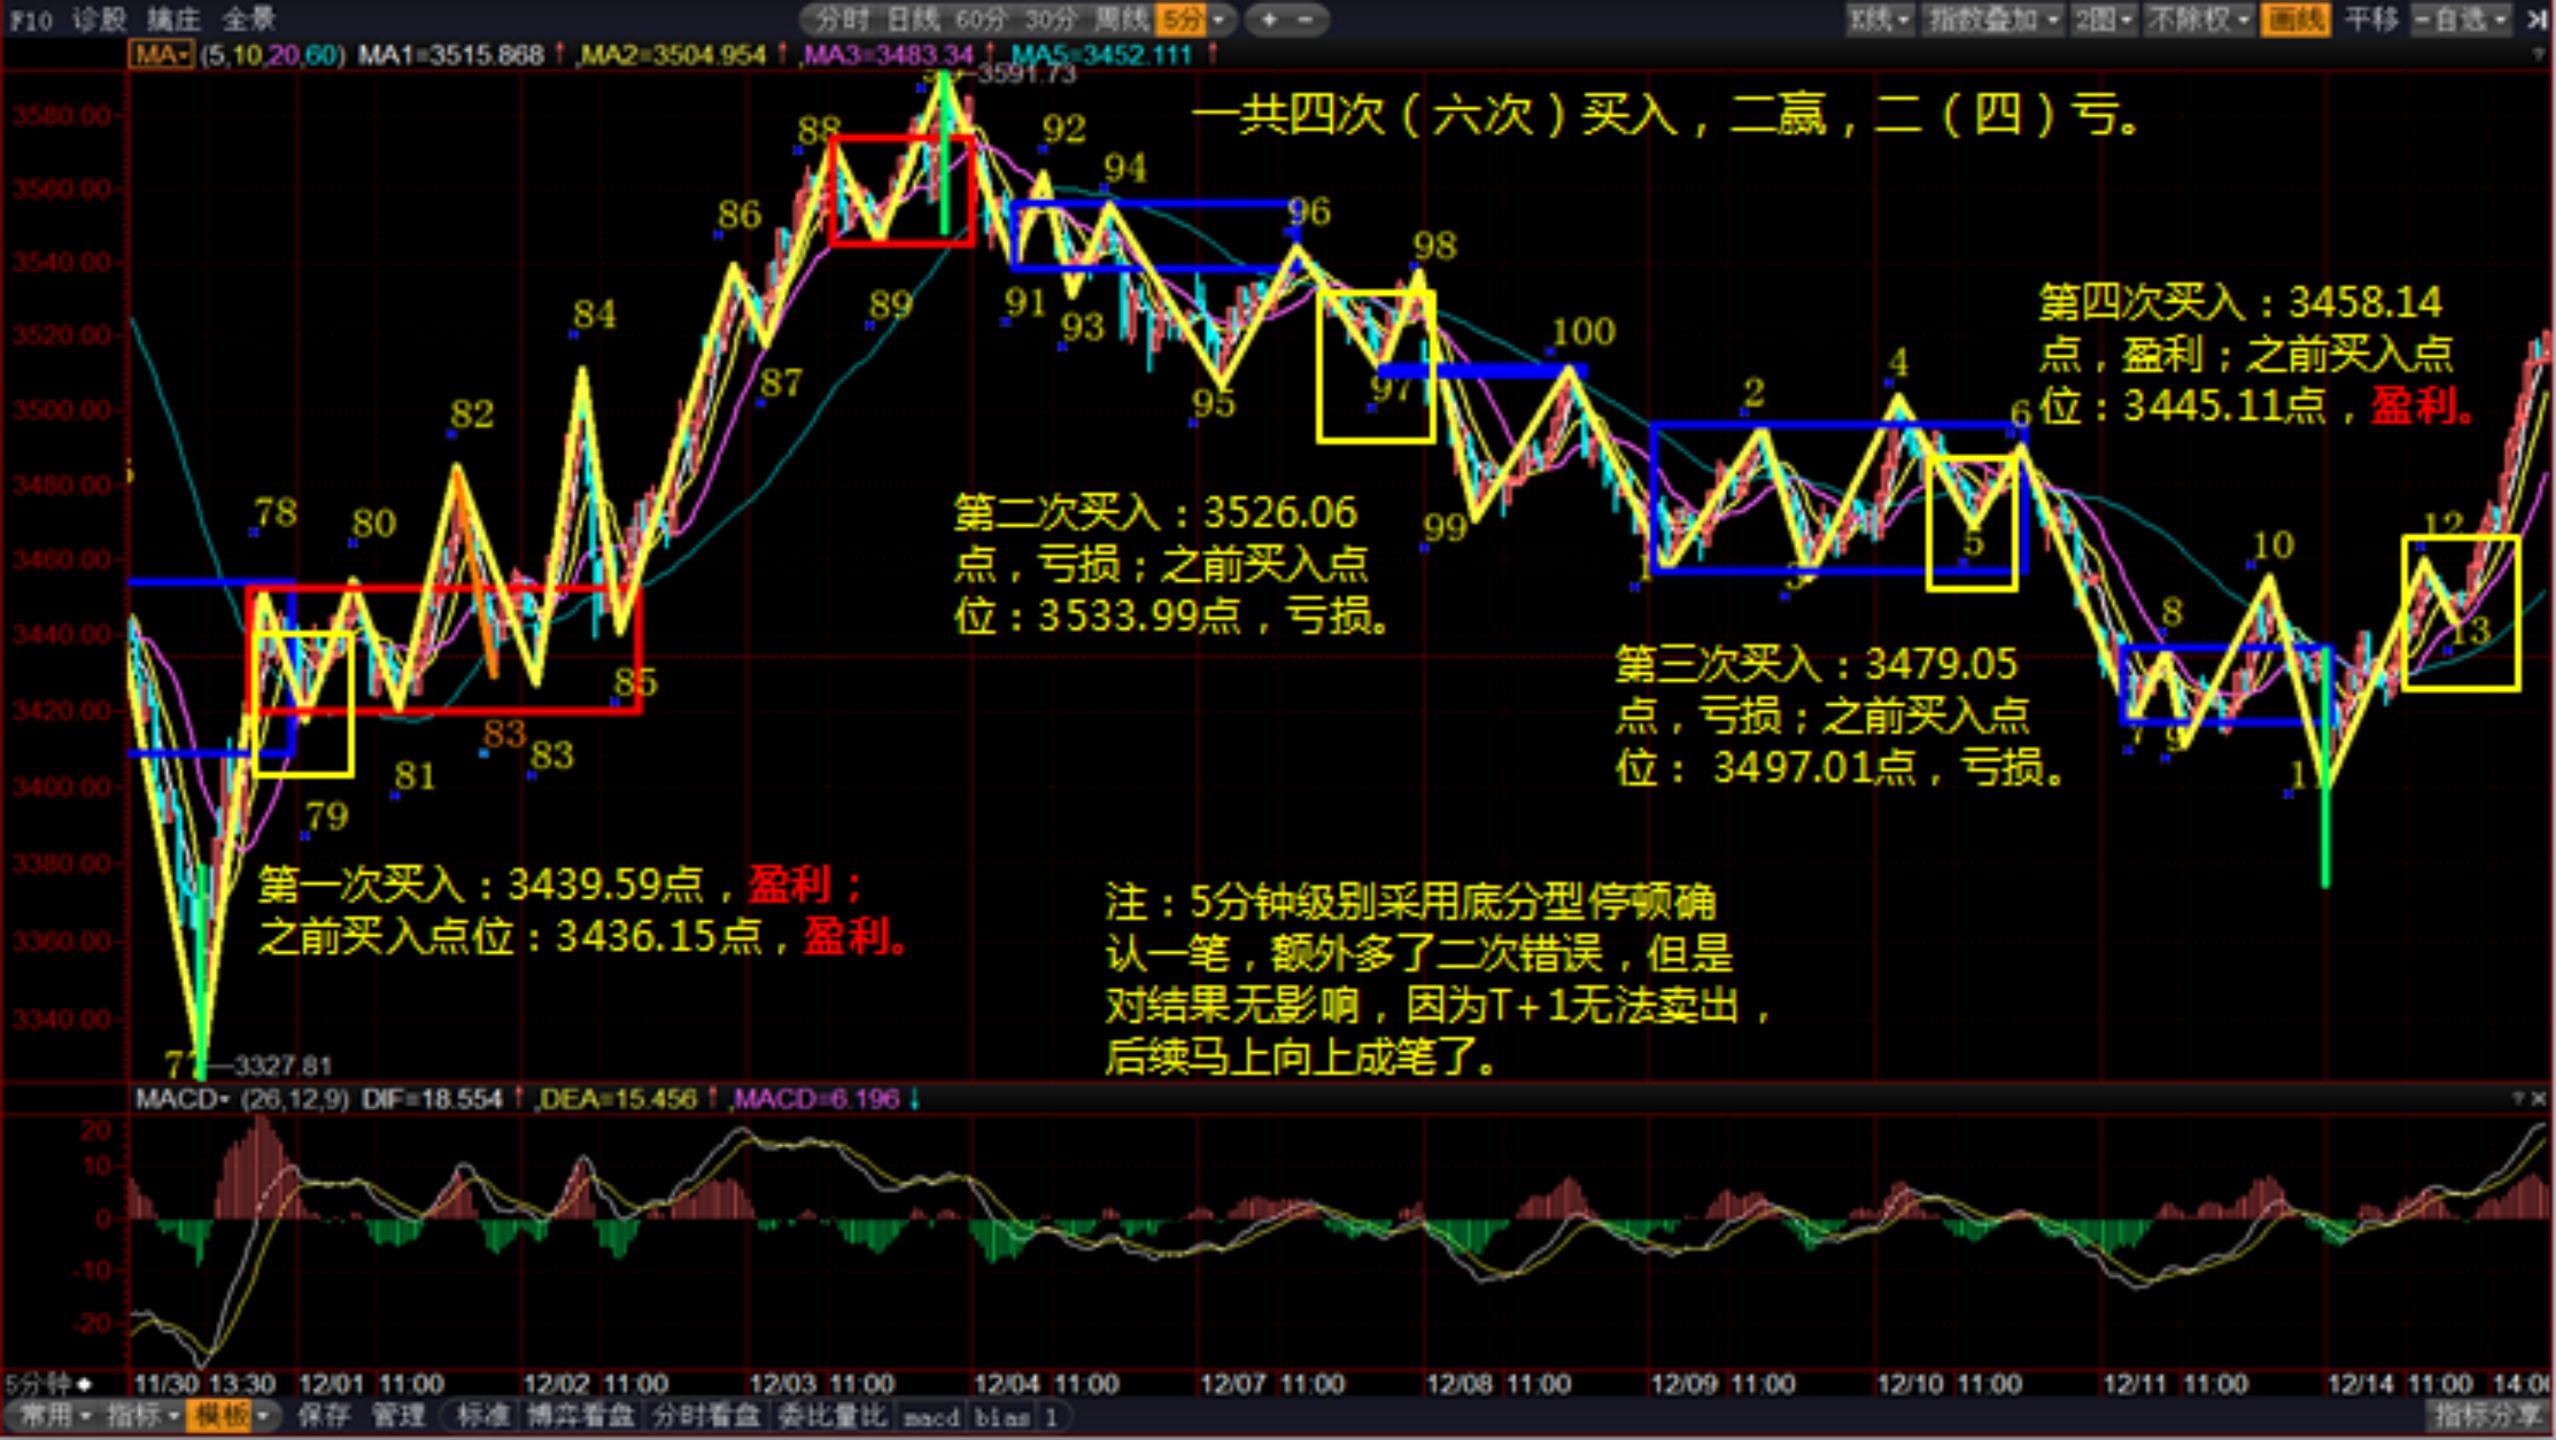 F10 诊股 擒庄 全景 分时 日线 60分 30分 周线 5分 + - K线 指数叠加 2图 不除权 画线 平移 -自选
MA (5,10,20,60) MA1=3515.868↑,MA2=3504.954↑,MA3=3483.34↑,MA5=3452.111↑
3591.73
3580.00
3560.00
3540.00
3520.00
3500.00
3480.00
3460.00
3440.00
3420.00
3400.00
3380.00
3360.00
3340.00
一共四次（六次）买入，二赢，二（四）亏。
88
92
94
86
96
98
84
89
91
93
100
87
95
97
82
2
4
6
78
80
99
5
1
3
12
10
8
13
85
83
83
81
79
7
9
77
3327.81
第四次买入：3458.14
点，盈利；之前买入点
位：3445.11点，盈利。
第二次买入：3526.06
点，亏损；之前买入点
位：3533.99点，亏损。
第三次买入：3479.05
点，亏损；之前买入点
位： 3497.01点，亏损。
第一次买入：3439.59点，盈利；
之前买入点位：3436.15点，盈利。
注：5分钟级别采用底分型停顿确
认一笔，额外多了二次错误，但是
对结果无影响，因为T+1无法卖出，
后续马上向上成笔了。
MACD (26,12,9) DIF=18.554↑,DEA=15.456↑,MACD=6.196↓
20
10
0
-10
-20
5分钟 11/30 13:30 12/01 11:00 12/02 11:00 12/03 11:00 12/04 11:00 12/07 11:00 12/08 11:00 12/09 11:00 12/10 11:00 12/11 11:00 12/14 11:00 14:00
常用 指标 模板 保存 管理 标准 博弈看盘 分时看盘 委比量比 macd bias 1 指标分享